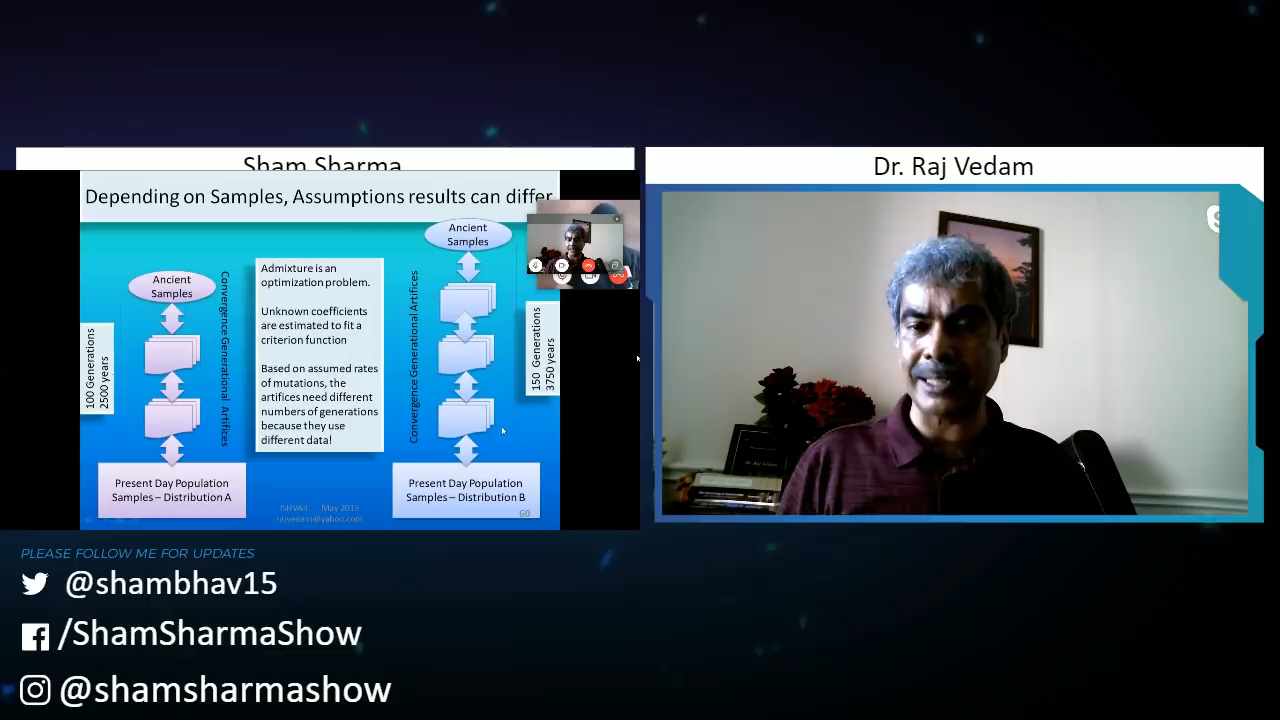 Sham Sharma
Dr. Raj Vedam
Depending on Samples, Assumptions results can differ
Ancient
Samples
Convergence Generational Artifices
100 Generations
2500 years
Present Day Population
Samples – Distribution A
Admixture is an
optimization problem.
Unknown coefficients
are estimated to fit a
criterion function
Based on assumed rates
of mutations, the
artifices need different
numbers of generations
because they use
different data!
Ancient
Samples
Convergence Generational Artifices
150 Generations
3750 years
Present Day Population
Samples – Distribution B
May 2019
rajvedam@yahoo.com
60
Dr. Raj Vedam
PLEASE FOLLOW ME FOR UPDATES
@shambhav15
/ShamSharmaShow
@shamsharmashow